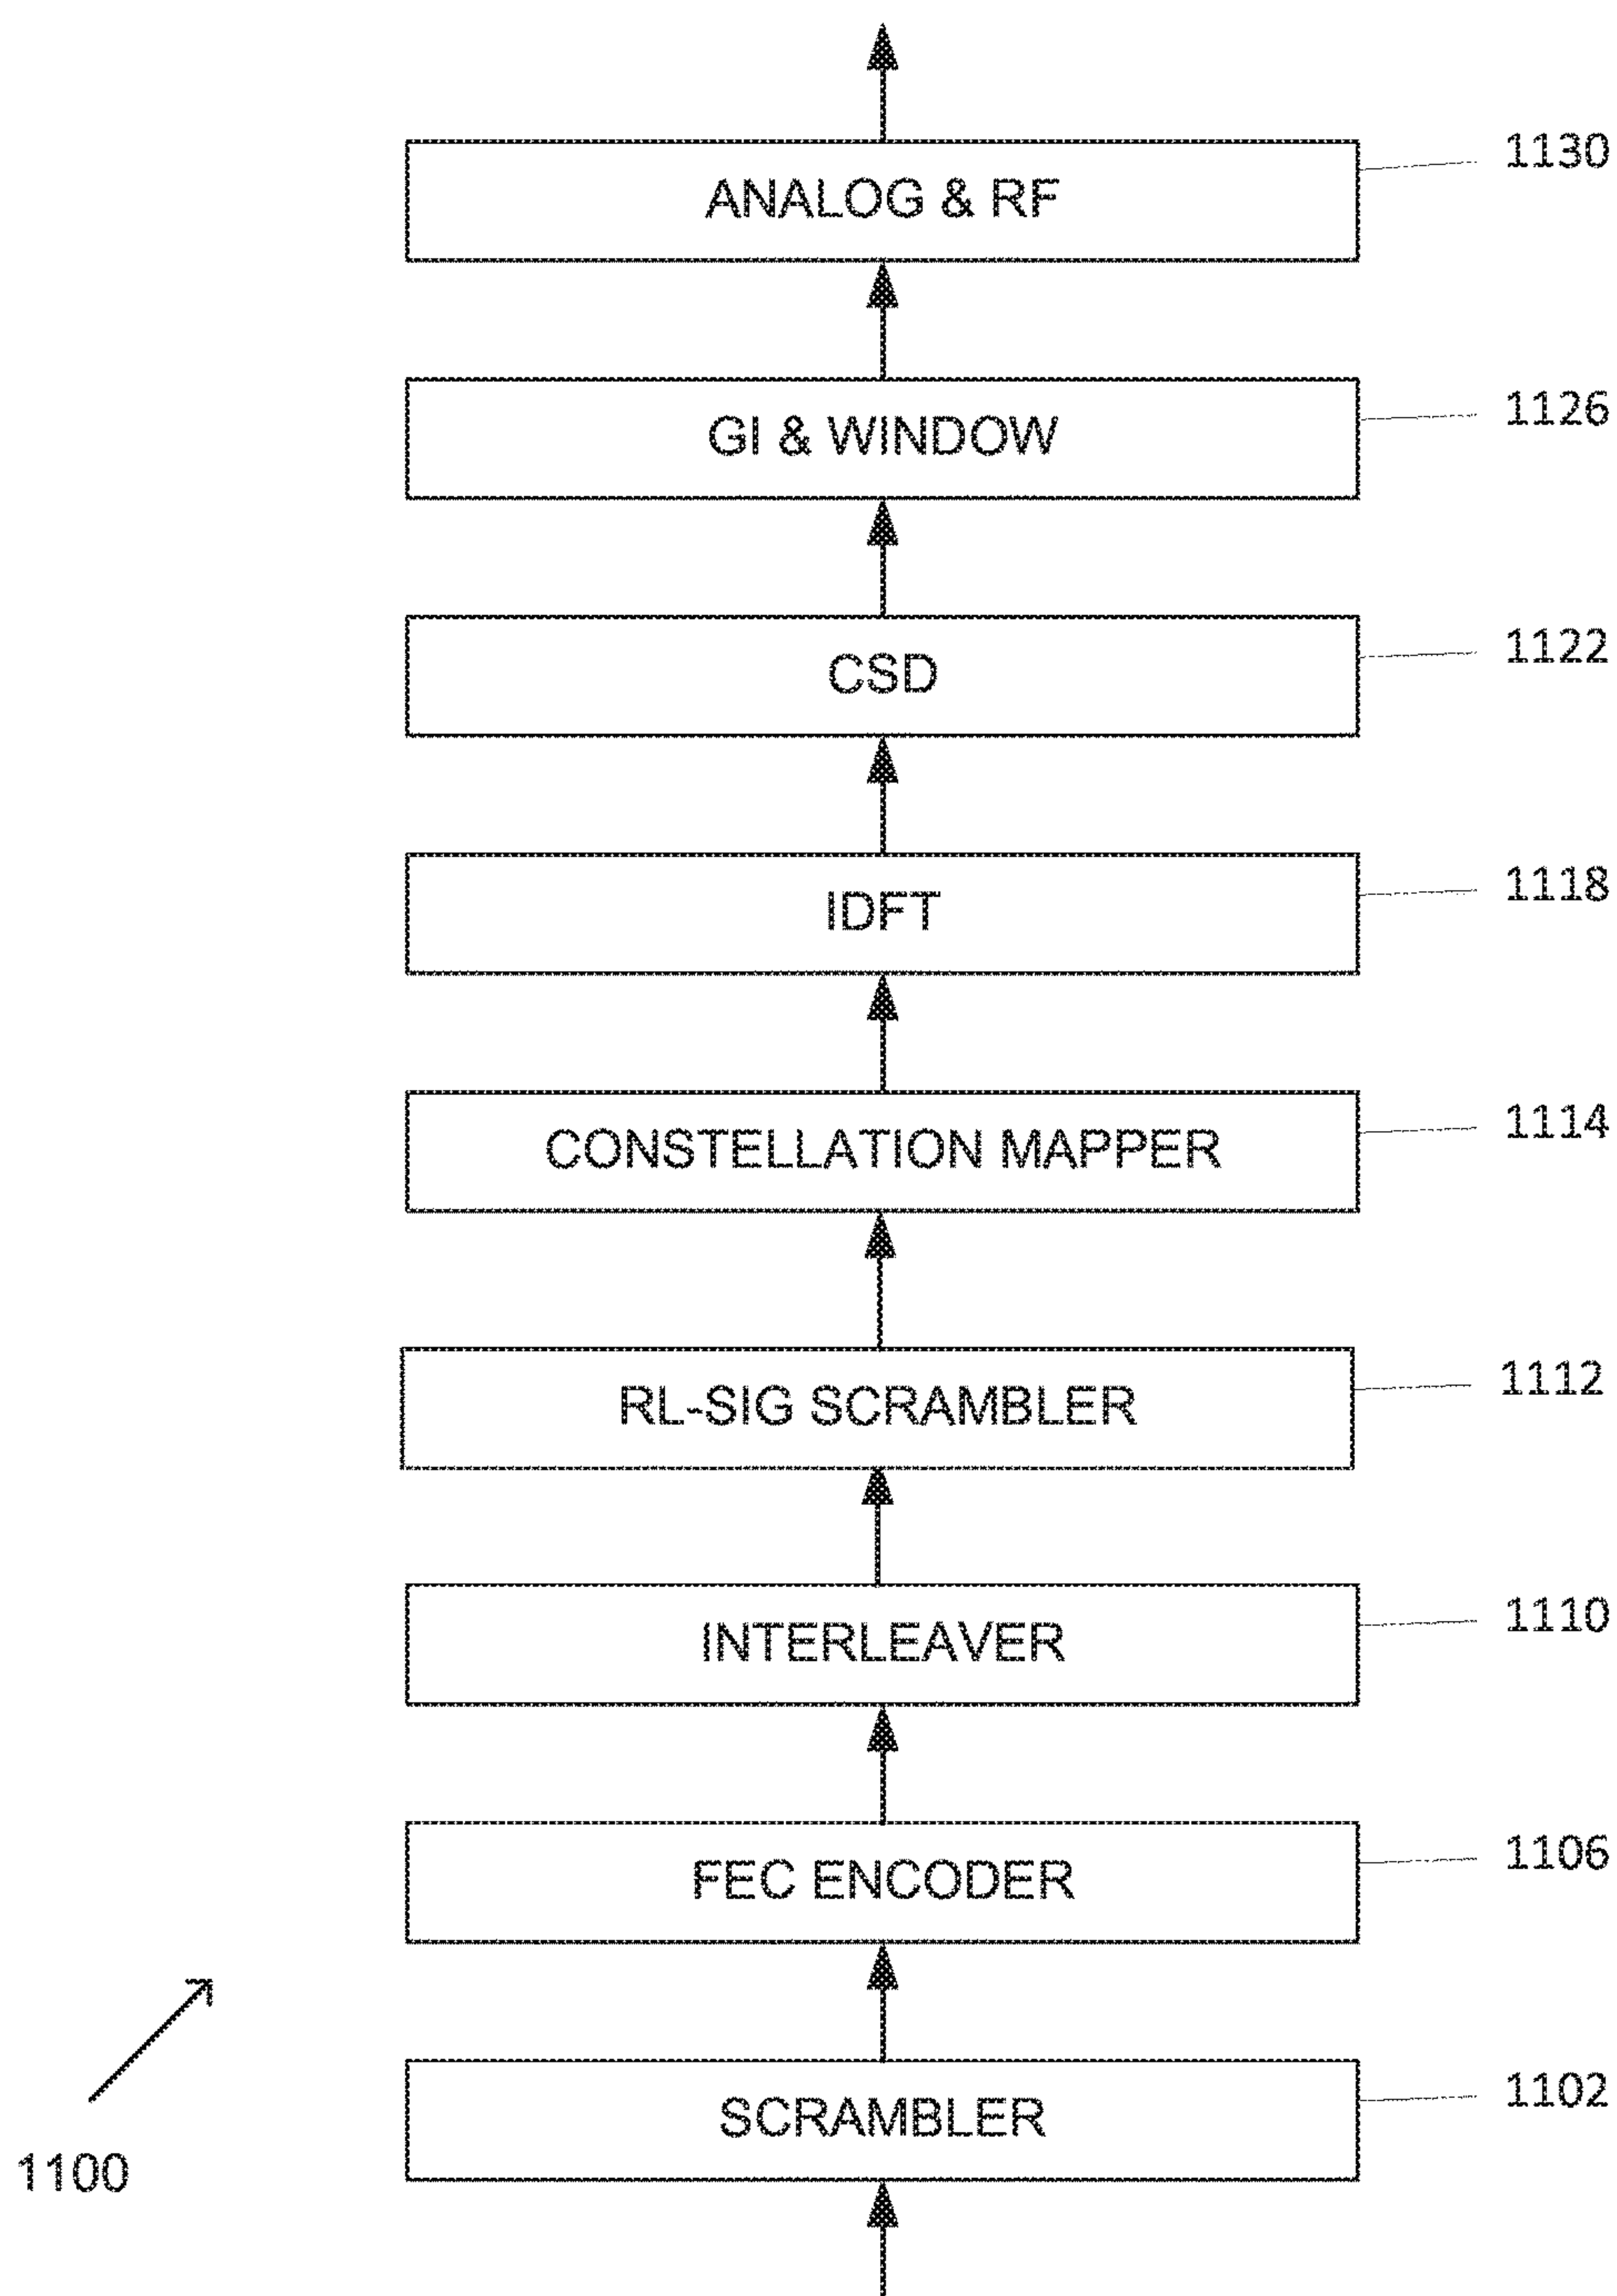 ANALOG & RF
1130
GI & WINDOW
1126
CSD
1122
IDFT
1118
CONSTELLATION MAPPER
1114
RL-SIG SCRAMBLER
1112
INTERLEAVER
1110
FEC ENCODER
1106
SCRAMBLER
1102
1100